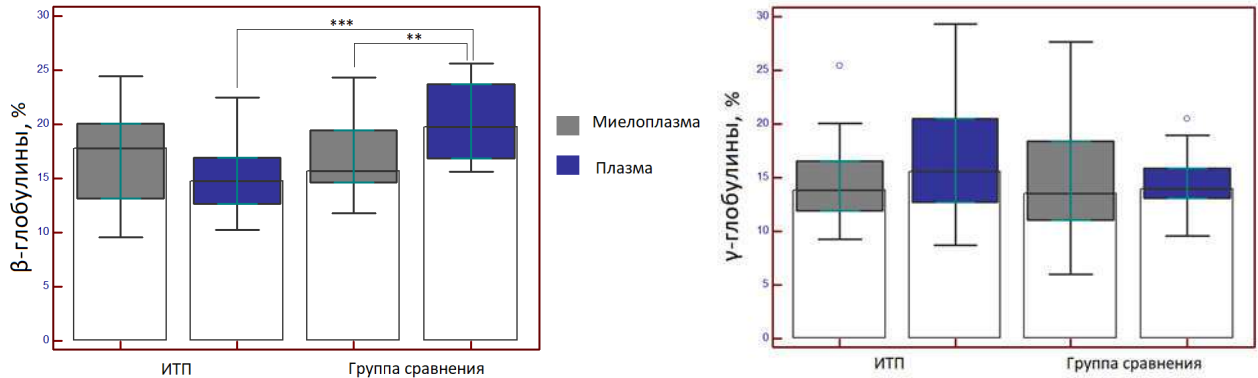 β-глобулины, %
30
25
20
15
10
5
0
***
**
ИТП
Группа сравнения
Миелоплазма
Плазма
γ-глобулины, %
30
25
20
15
10
5
0
ИТП
Группа сравнения